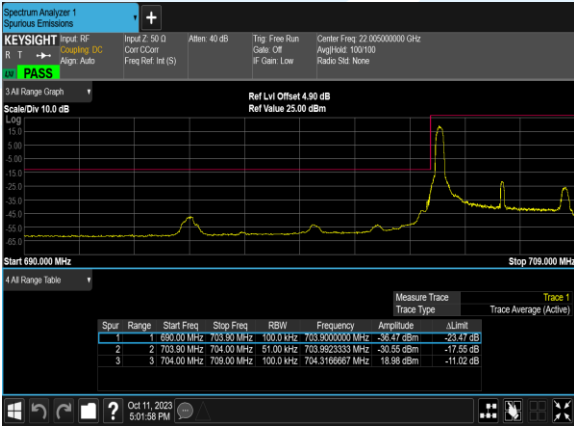 Spectrum Analyzer 1
Spurious Emissions
+
KEYSIGHT Input: RF Input Z: 50 Ω Atten: 40 dB Trig: Free Run Center Freq: 22.005000000 GHz
R T Coupling: DC Corr CCorr Gate: Off Avg|Hold: 100/100
Align: Auto Freq Ref: Int (S) IF Gain: Low Radio Std: None
PASS
3 All Range Graph
Ref Lvl Offset 4.90 dB
Scale/Div 10.0 dB Ref Value 25.00 dBm
Log
15.0
5.00
-5.00
-15.0
-25.0
-35.0
-45.0
-55.0
-65.0
Start 690.000 MHz Stop 709.000 MHz
4 All Range Table
Measure Trace Trace 1
Trace Type Trace Average (Active)
Spur Range Start Freq Stop Freq RBW Frequency Amplitude ΔLimit
1 1 690.00 MHz 703.90 MHz 100.0 kHz 703.9000000 MHz -36.47 dBm -23.47 dB
2 2 703.90 MHz 704.00 MHz 51.00 kHz 703.9923333 MHz -30.55 dBm -17.55 dB
3 3 704.00 MHz 709.00 MHz 100.0 kHz 704.3166667 MHz 18.98 dBm -11.02 dB
?
Oct 11, 2023
5:01:58 PM